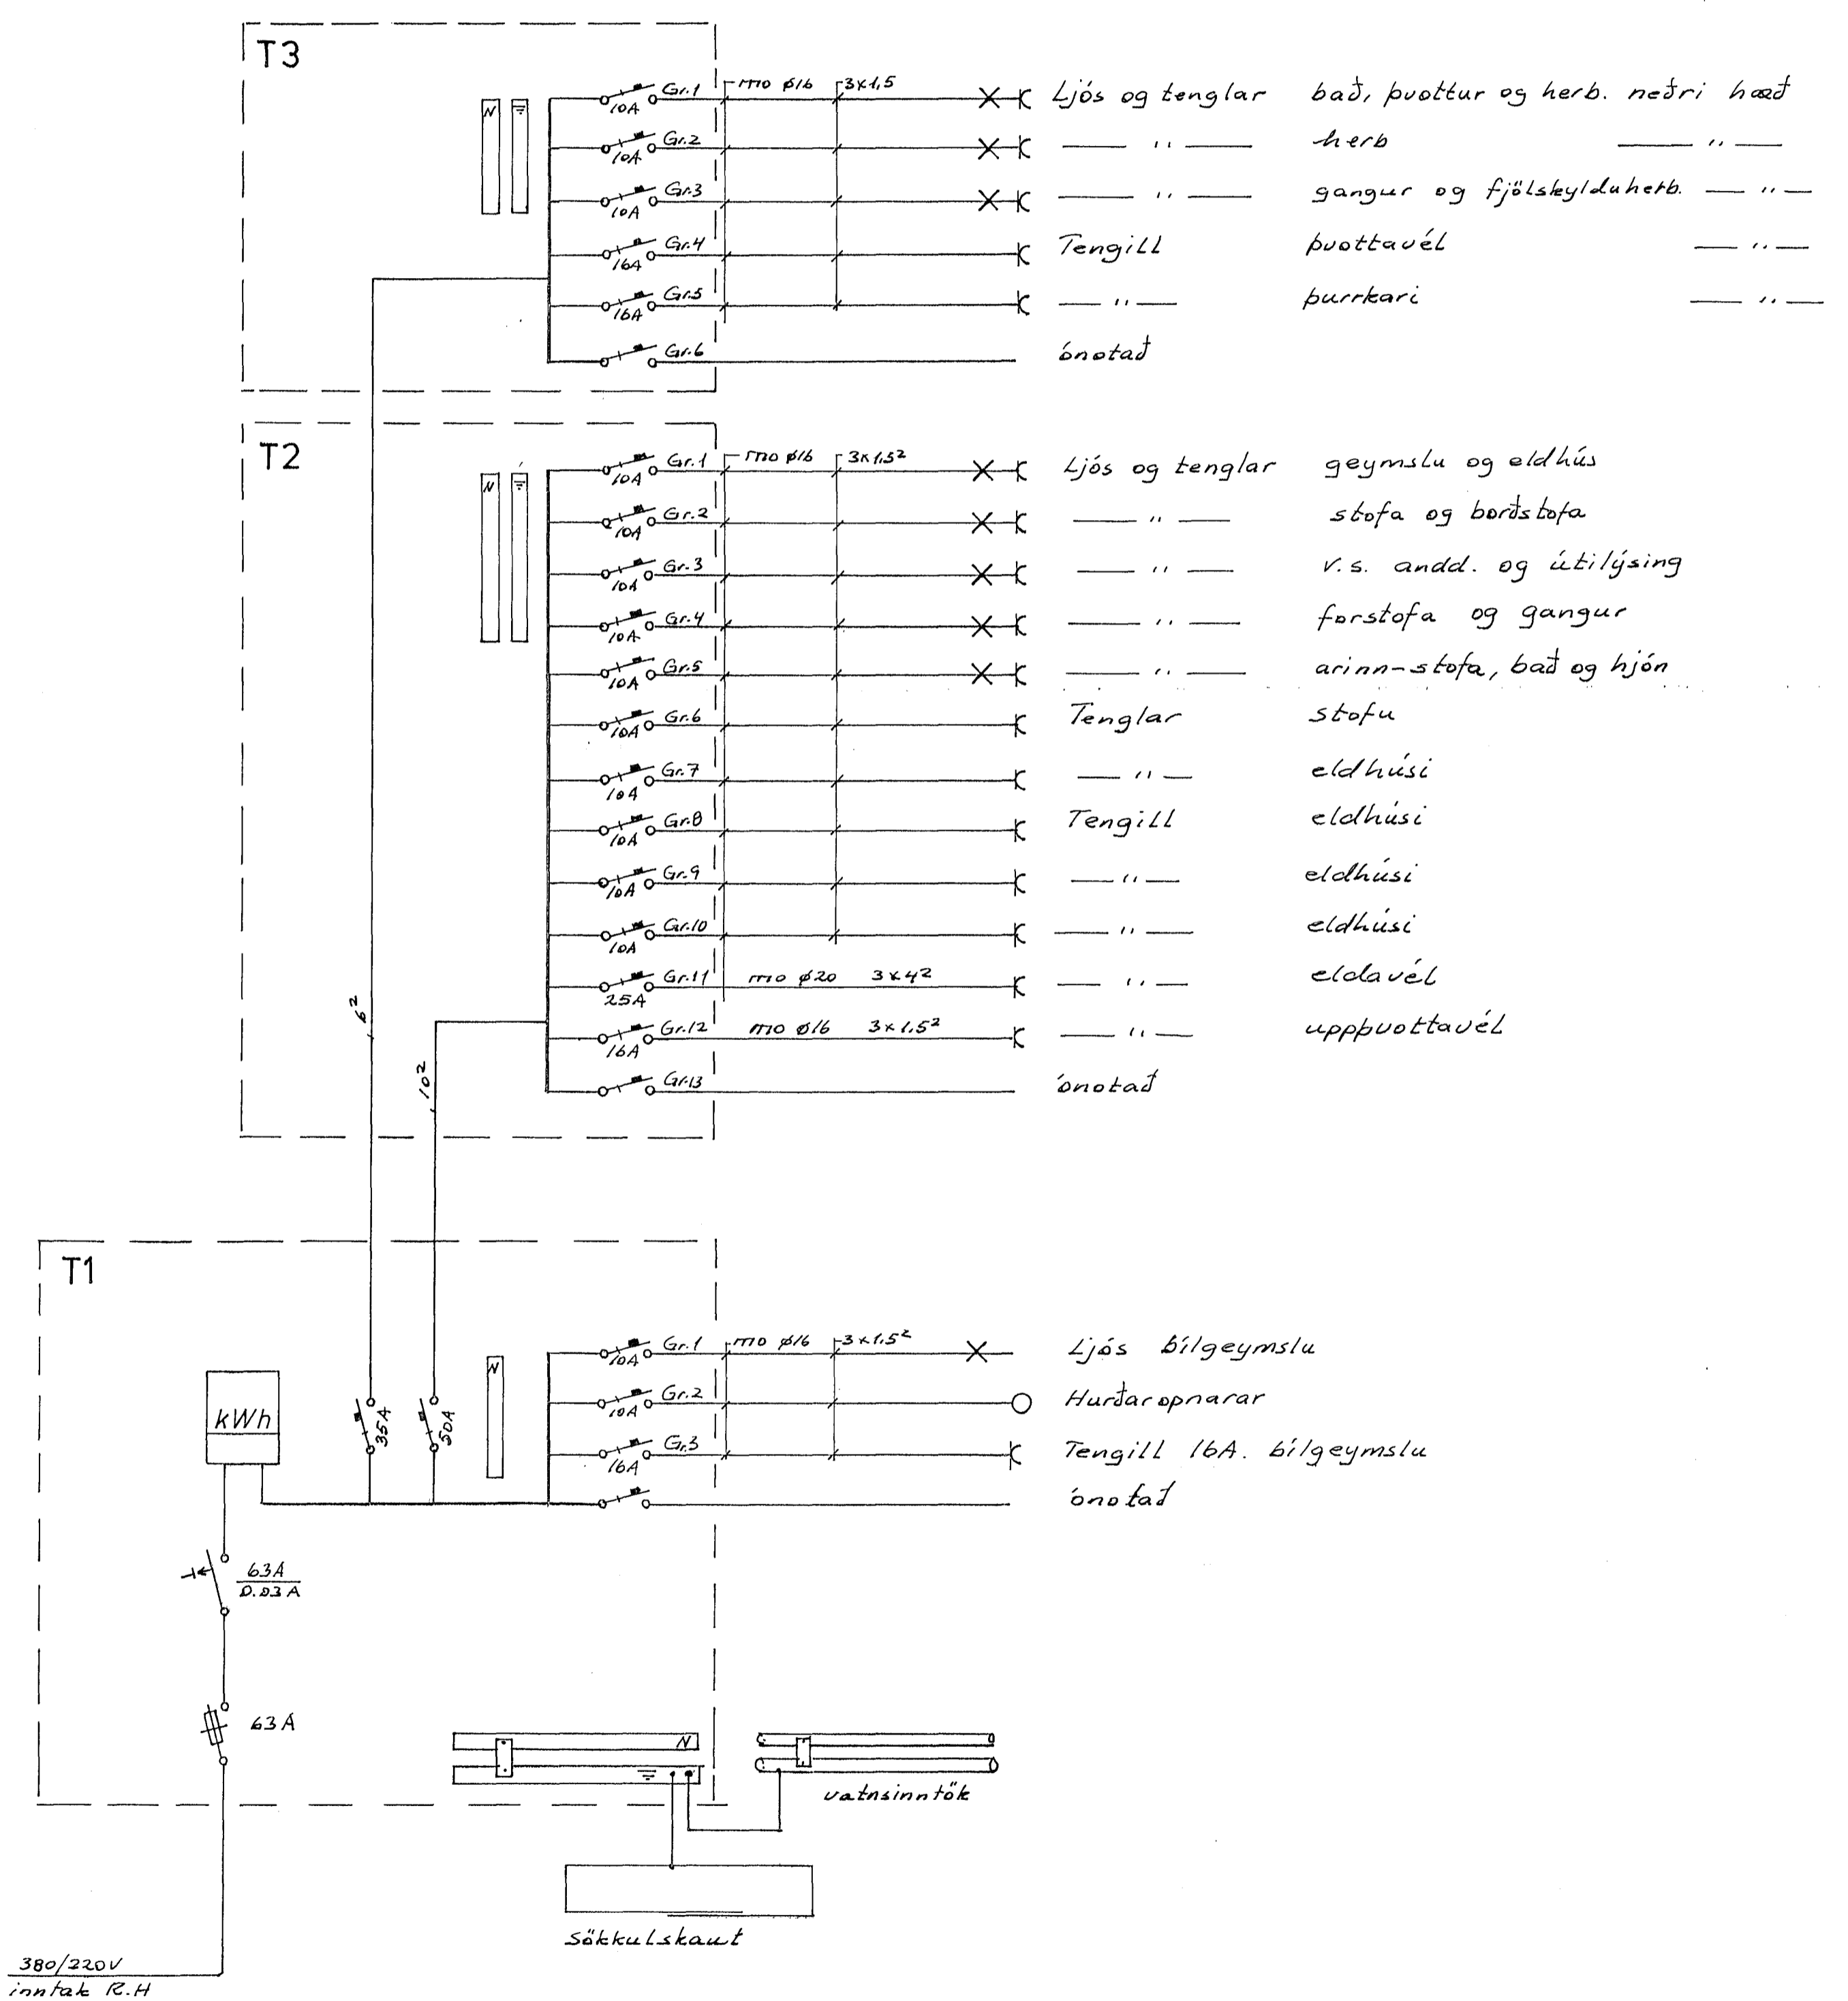 T3
N
Gr.1 10A mo ø16 3x1,5 Ljós og tenglar bað, þvottur og herb. neðri hæð
Gr.2 10A — " — herb — " —
Gr.3 10A — " — gangur og fjölskylduherb. — " —
Gr.4 16A Tengill þvottavél — " —
Gr.5 16A — " — þurrkari — " —
Gr.6 ónotað
T2
N
Gr.1 10A mo ø16 3x1.5² Ljós og tenglar geymslu og eldhús
Gr.2 10A — " — stofa og borðstofa
Gr.3 10A — " — v.s. andd. og útilýsing
Gr.4 10A — " — forstofa og gangur
Gr.5 10A — " — arinn-stofa, bað og hjón
Gr.6 10A Tenglar stofu
Gr.7 10A — " — eldhúsi
Gr.8 10A Tengill eldhúsi
Gr.9 10A — " — eldhúsi
Gr.10 10A — " — eldhúsi
Gr.11 25A mo ø20 3x4² — " — eldavél
Gr.12 16A mo ø16 3x1.5² — " — uppþvottavél
Gr.13 ónotað
6²
10²
T1
kWh
35A
50A
N
Gr.1 10A mo ø16 3x1.5² Ljós bílgeymslu
Gr.2 10A Hurðaropnarar
Gr.3 16A Tengill 16A. bílgeymslu
ónotað
63A
0.03A
63A
N
vatnsinntök
Sökkulskaut
380/220V
inntak R.H